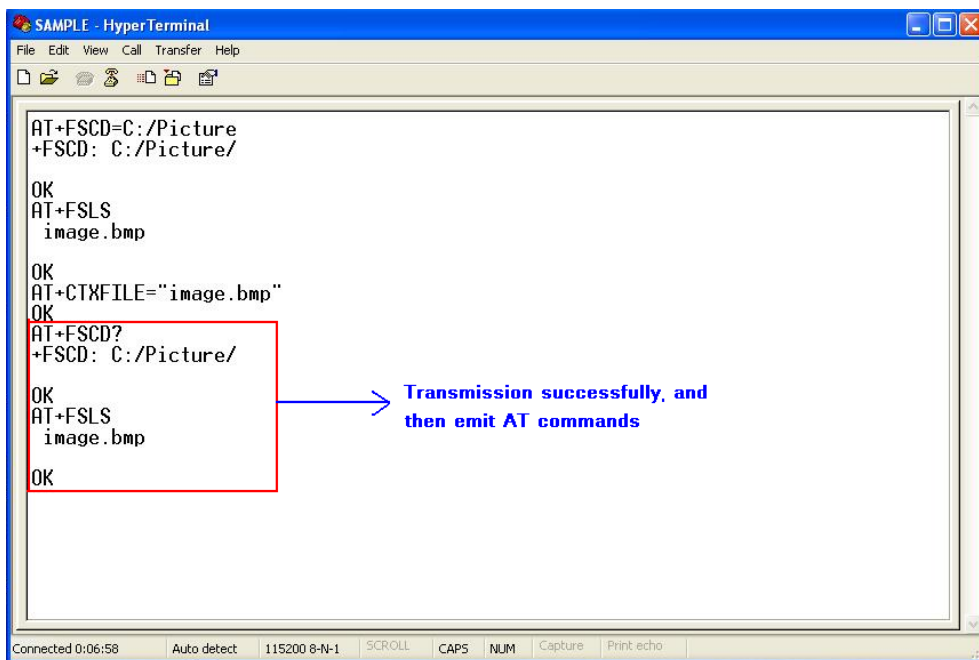 SAMPLE - HyperTerminal
File Edit View Call Transfer Help
AT+FSCD=C:/Picture
+FSCD: C:/Picture/
OK
AT+FSLS
image.bmp
OK
AT+CTXFILE="image.bmp"
OK
AT+FSCD?
+FSCD: C:/Picture/
OK
AT+FSLS
image.bmp
OK
Transmission successfully, and
then emit AT commands
Connected 0:06:58 Auto detect 115200 8-N-1 SCROLL CAPS NUM Capture Print echo